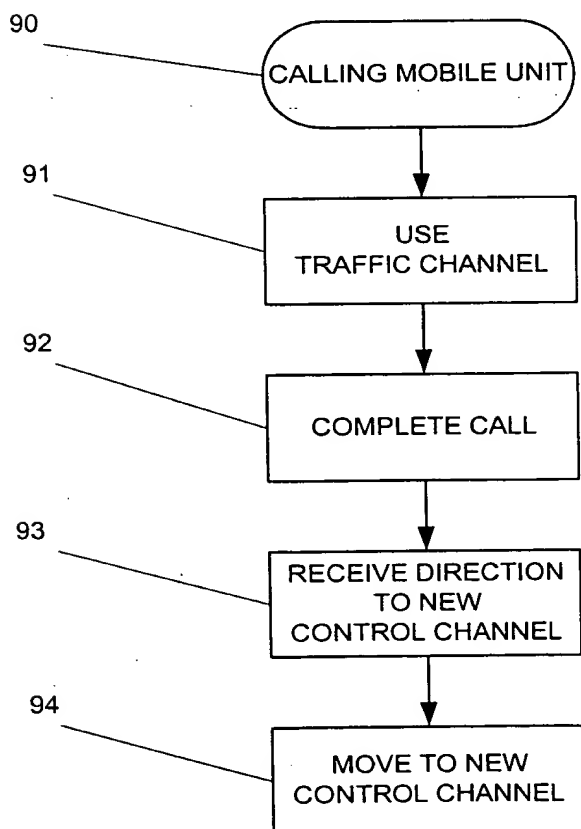 90
CALLING MOBILE UNIT
91
USE
TRAFFIC CHANNEL
92
COMPLETE CALL
93
RECEIVE DIRECTION
TO NEW
CONTROL CHANNEL
94
MOVE TO NEW
CONTROL CHANNEL